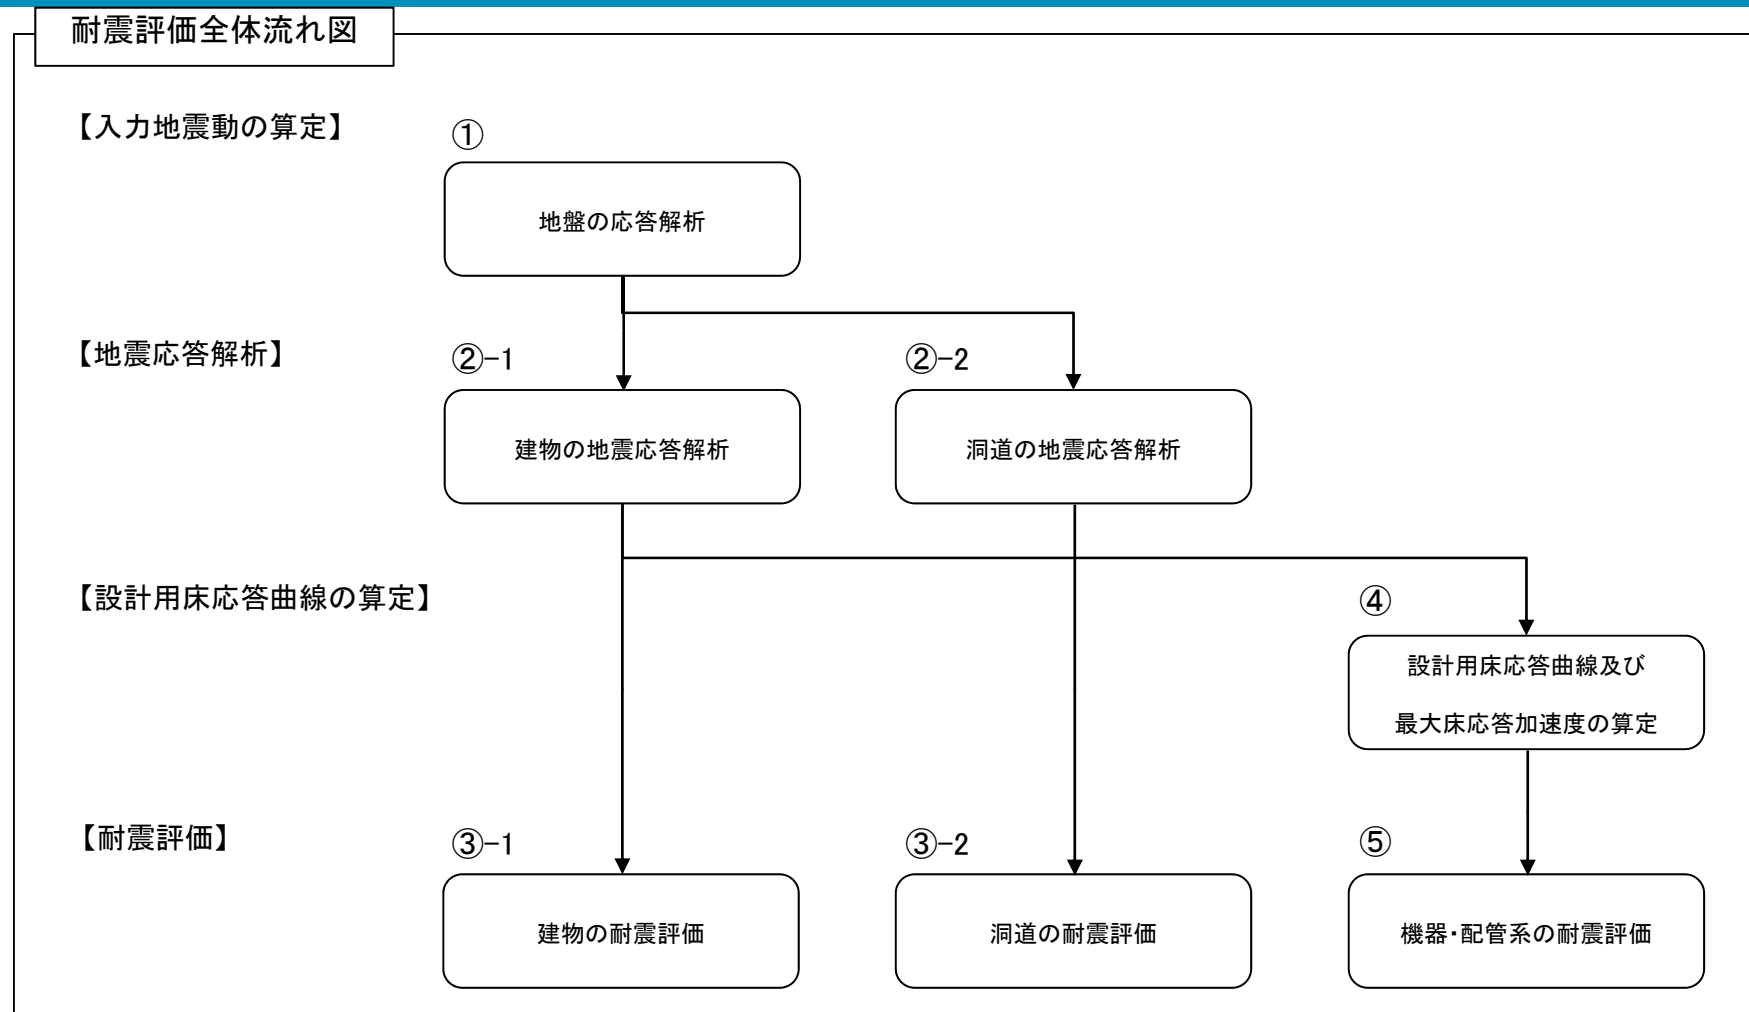 耐震評価全体流れ図
【入力地震動の算定】
①
地盤の応答解析
【地震応答解析】
②-1
②-2
建物の地震応答解析
洞道の地震応答解析
【設計用床応答曲線の算定】
④
設計用床応答曲線及び
最大床応答加速度の算定
【耐震評価】
③-1
③-2
⑤
建物の耐震評価
洞道の耐震評価
機器・配管系の耐震評価